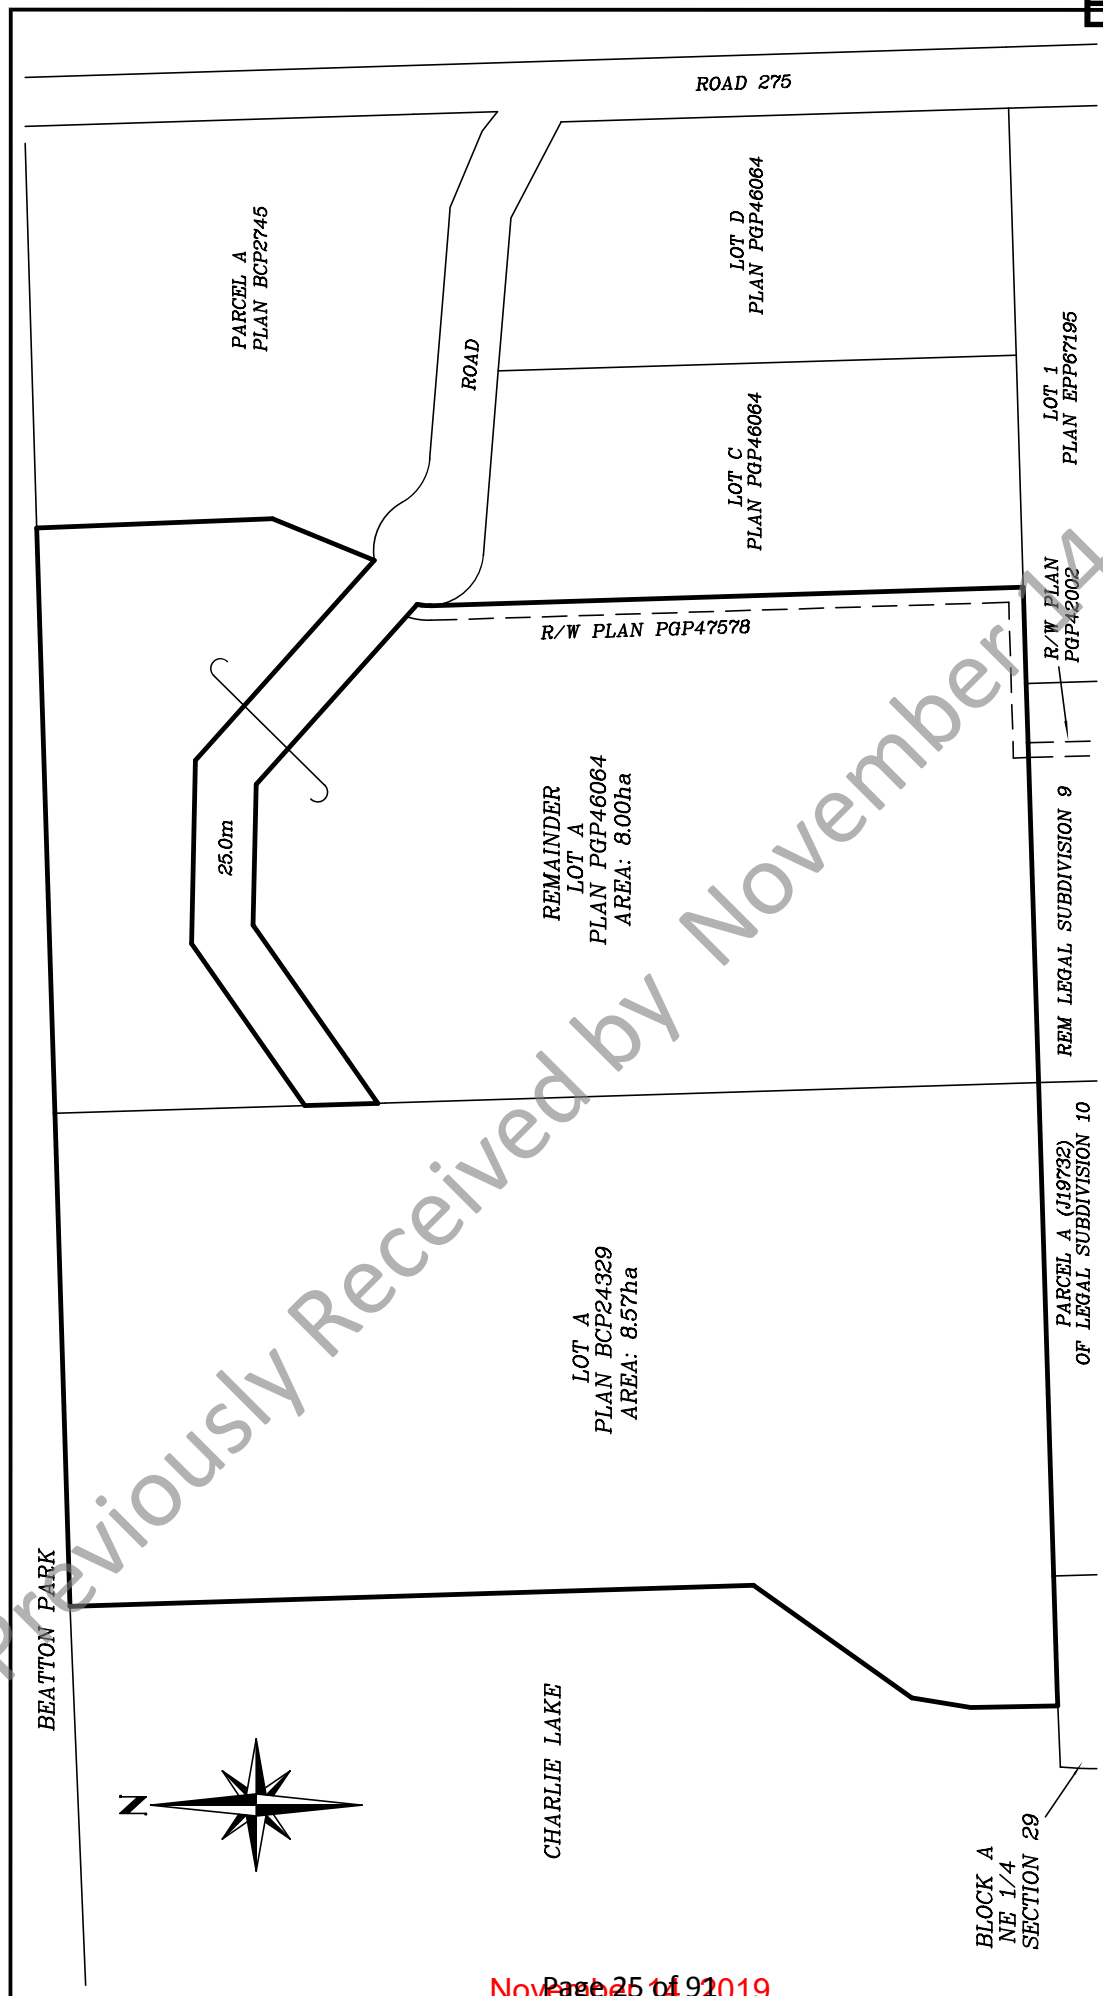 ROAD 275
PARCEL A
PLAN BCP2745
ROAD
LOT D
PLAN PGP46064
LOT C
PLAN PGP46064
LOT 1
PLAN EPP67195
R/W PLAN
PGP42002
R/W PLAN PGP47578
25.0m
REMAINDER
LOT A
PLAN PGP46064
AREA: 8.00ha
REM LEGAL SUBDIVISION 9
PARCEL A (J19732)
OF LEGAL SUBDIVISION 10
LOT A
PLAN BCP24329
AREA: 8.57ha
BEATTON PARK
CHARLIE LAKE
N
BLOCK A
NE 1/4
SECTION 29
Previously Received by November 14
Page 25 of 91
November 14, 2019